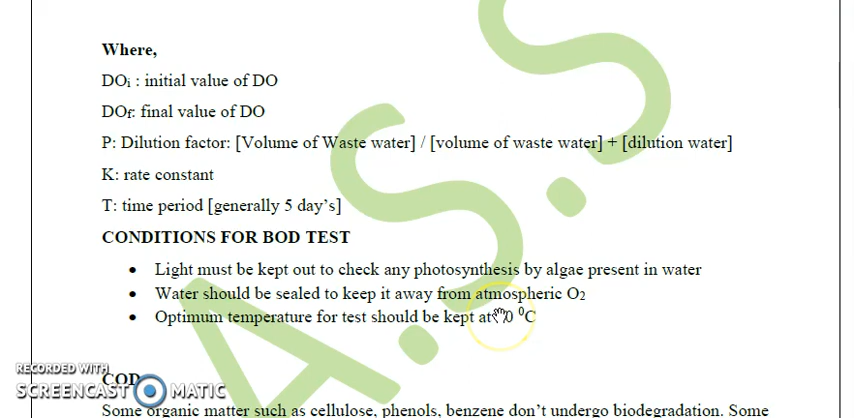 Where,
DOi : initial value of DO
DOf: final value of DO
P: Dilution factor: [Volume of Waste water] / [volume of waste water] + [dilution water]
K: rate constant
T: time period [generally 5 day's]
CONDITIONS FOR BOD TEST
• Light must be kept out to check any photosynthesis by algae present in water
• Water should be sealed to keep it away from atmospheric O2
• Optimum temperature for test should be kept at 0C
COD
Some organic matter such as cellulose, phenols, benzene don't undergo biodegradation. Some
A.S.S
RECORDED WITH
SCREENCAST MATIC